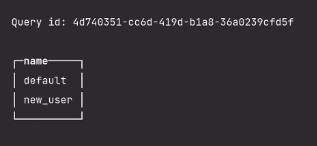 Query id: 4d740351-cc6d-419d-b1a8-36a0239cfd5f
name
default
new_user